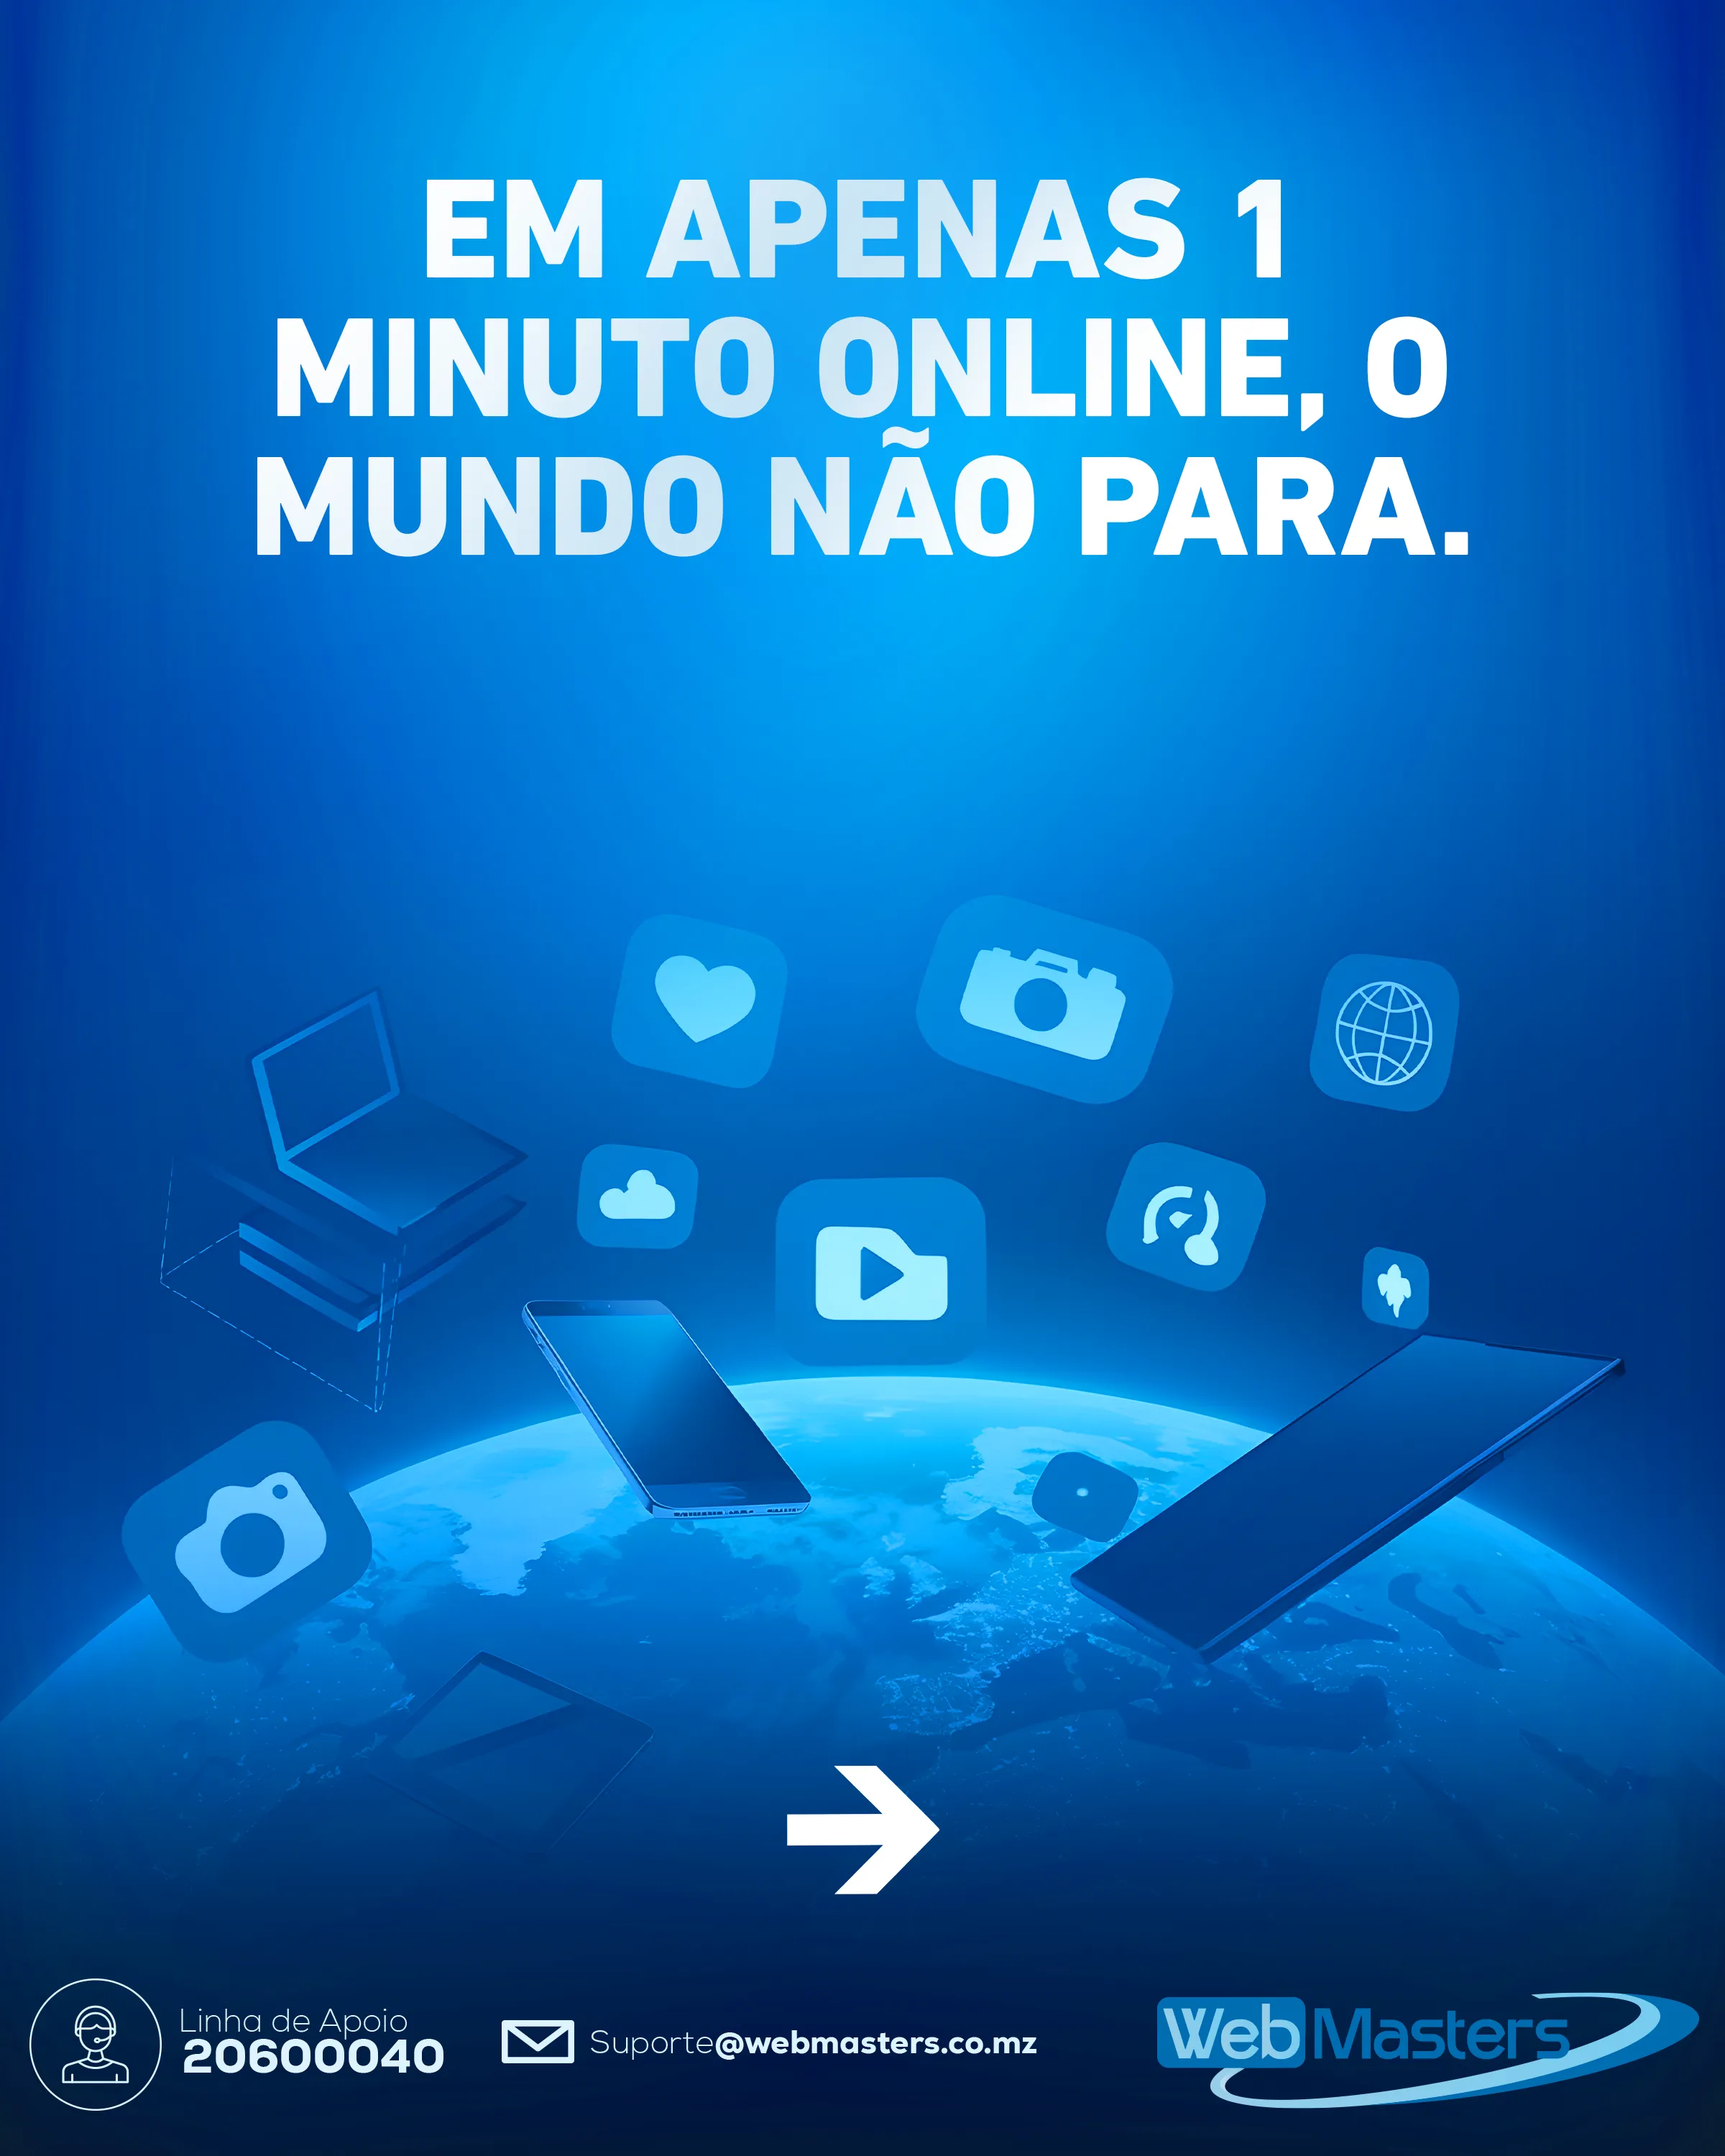 EM APENAS 1
MINUTO ONLINE, O
MUNDO NÃO PARA.
Linha de Apoio
20600040
Suporte@webmasters.co.mz
WebMasters